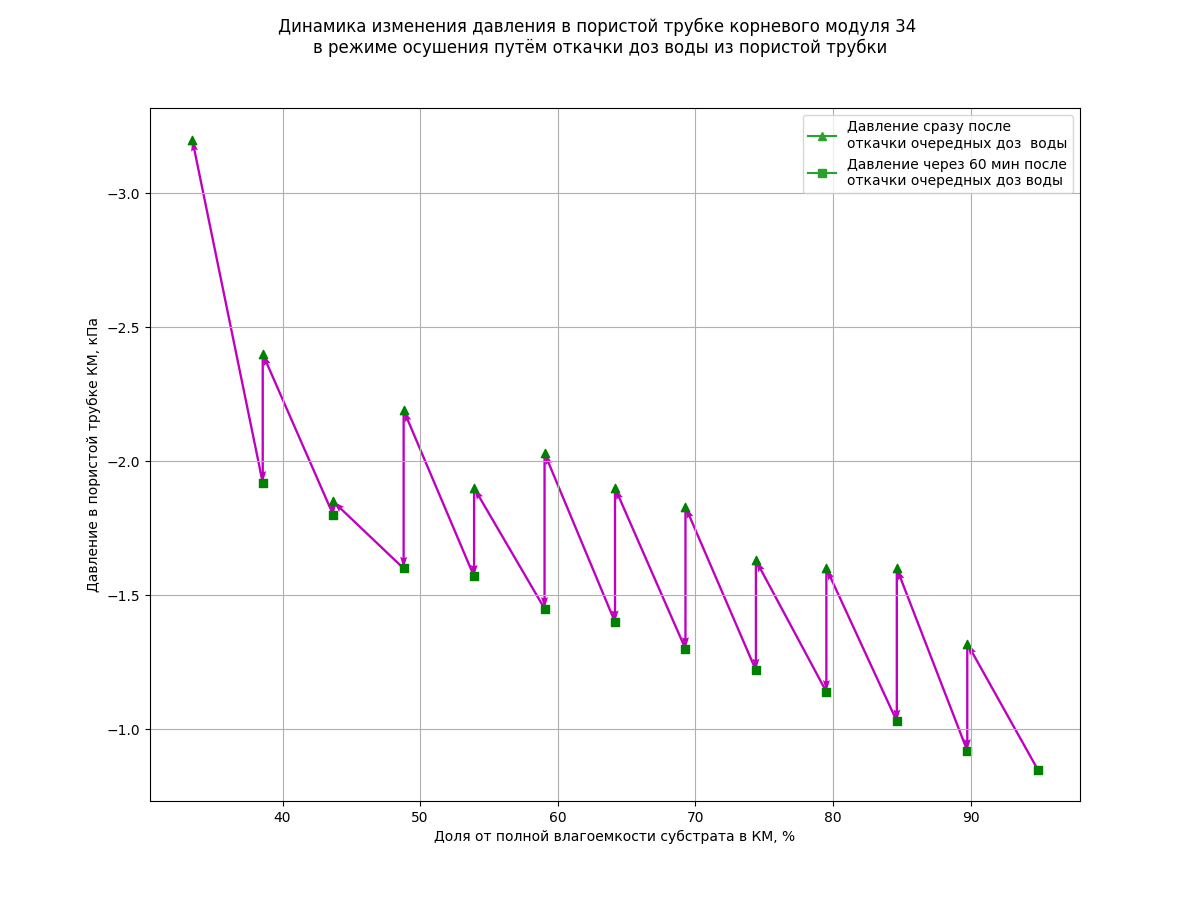 Динамика изменения давления в пористой трубке корневого модуля 34
в режиме осушения путём откачки доз воды из пористой трубки
Давление сразу после
откачки очередных доз  воды
Давление через 60 мин после
откачки очередных доз воды
Давление в пористой трубке КМ, кПа
−3.0
−2.5
−2.0
−1.5
−1.0
40
50
60
70
80
90
Доля от полной влагоемкости субстрата в КМ, %